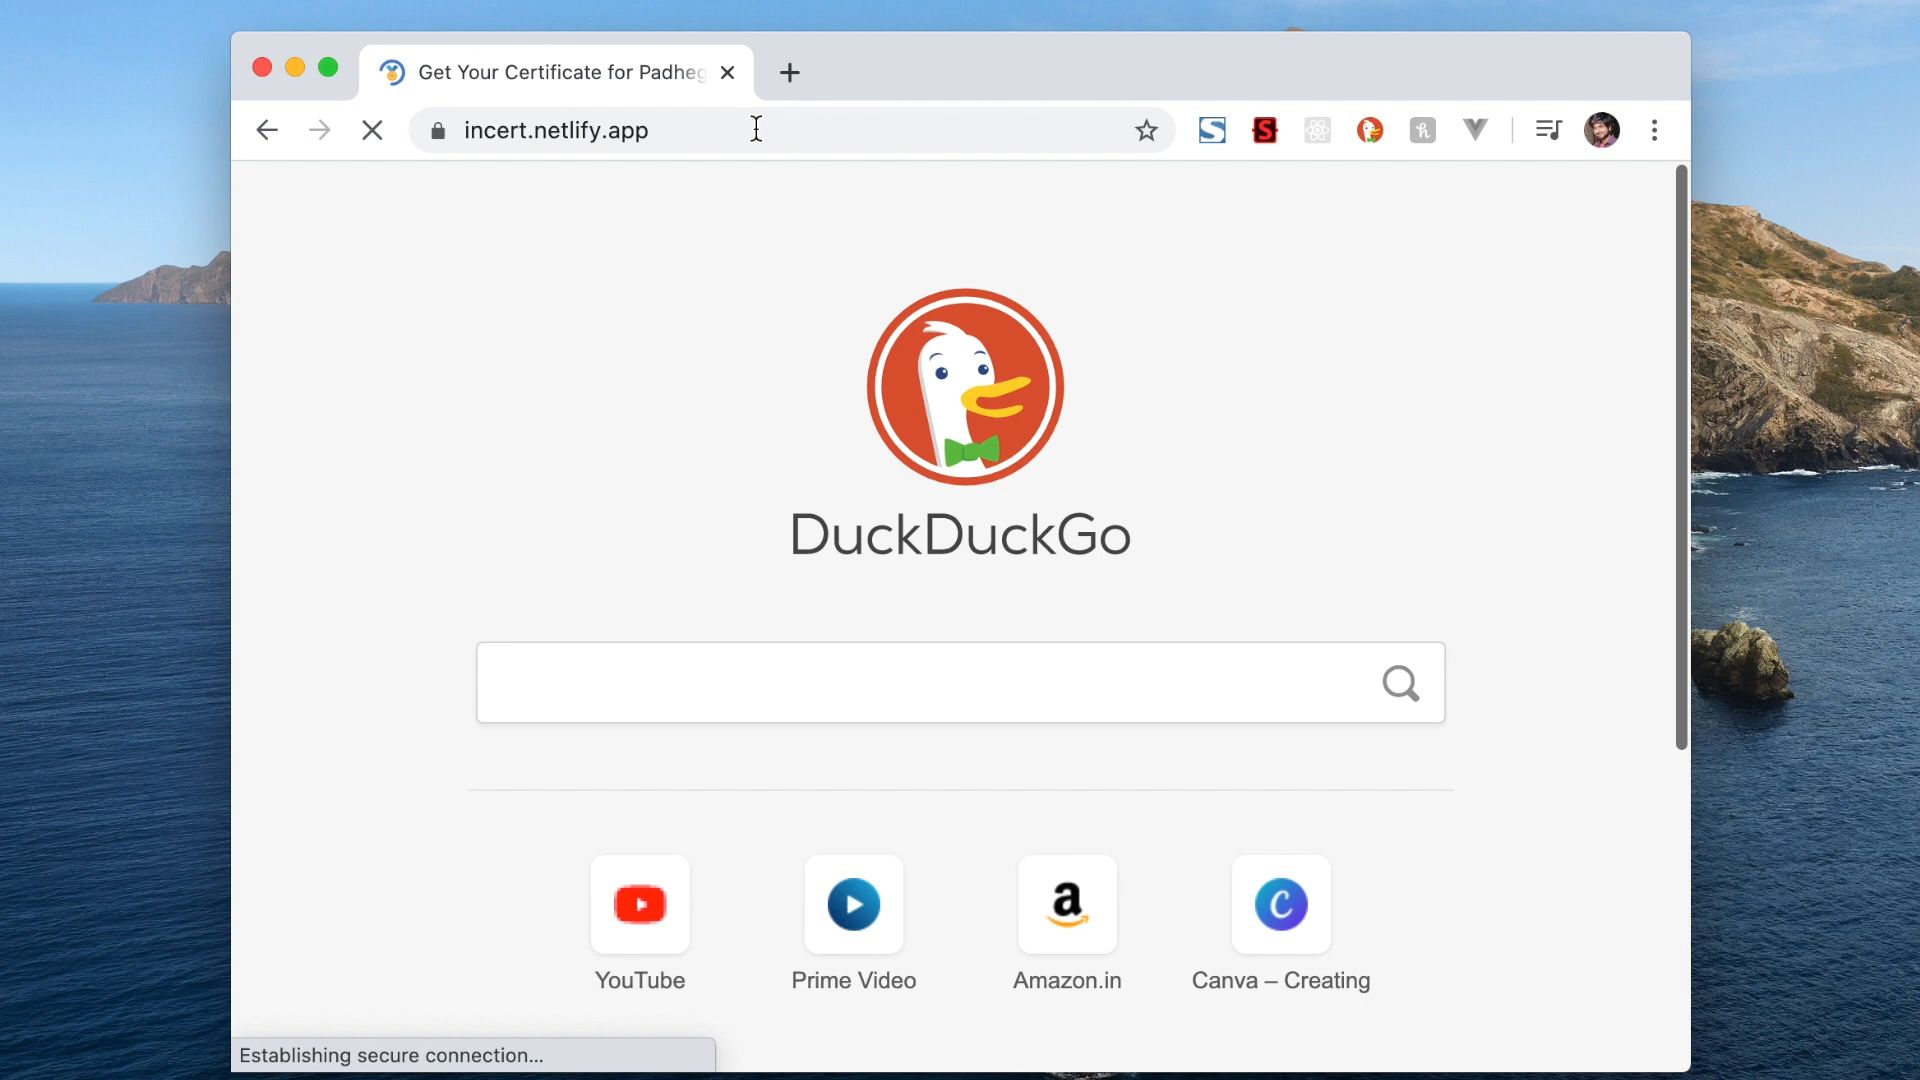 Get Your Certificate for Padheg
incert.netlify.app
DuckDuckGo
YouTube
Prime Video
Amazon.in
Canva – Creating
Establishing secure connection...